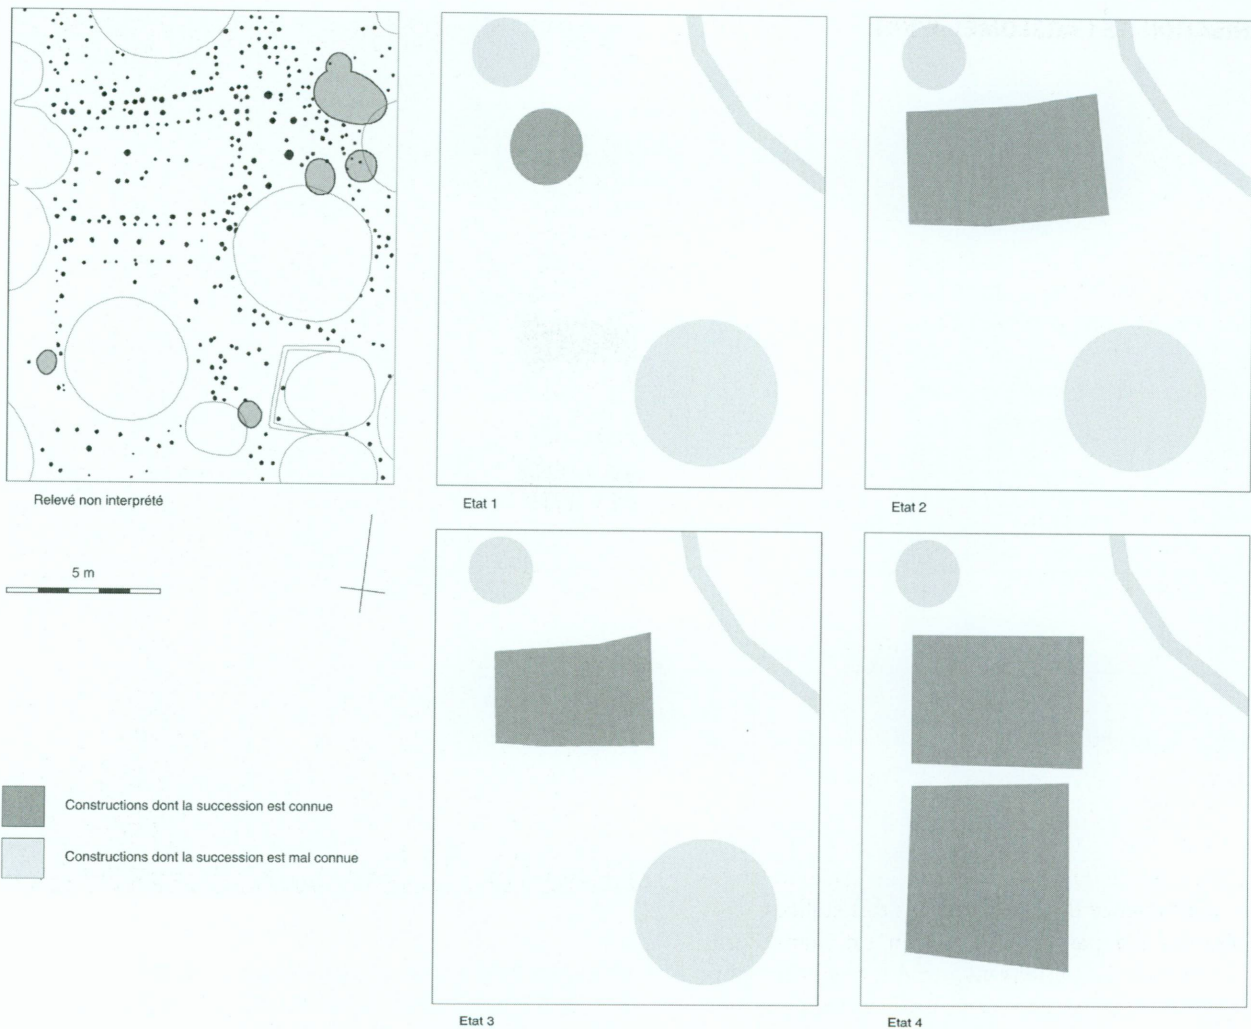 Relevé non interprété
Etat 1
Etat 2
5 m
Constructions dont la succession est connue
Constructions dont la succession est mal connue
Etat 3
Etat 4